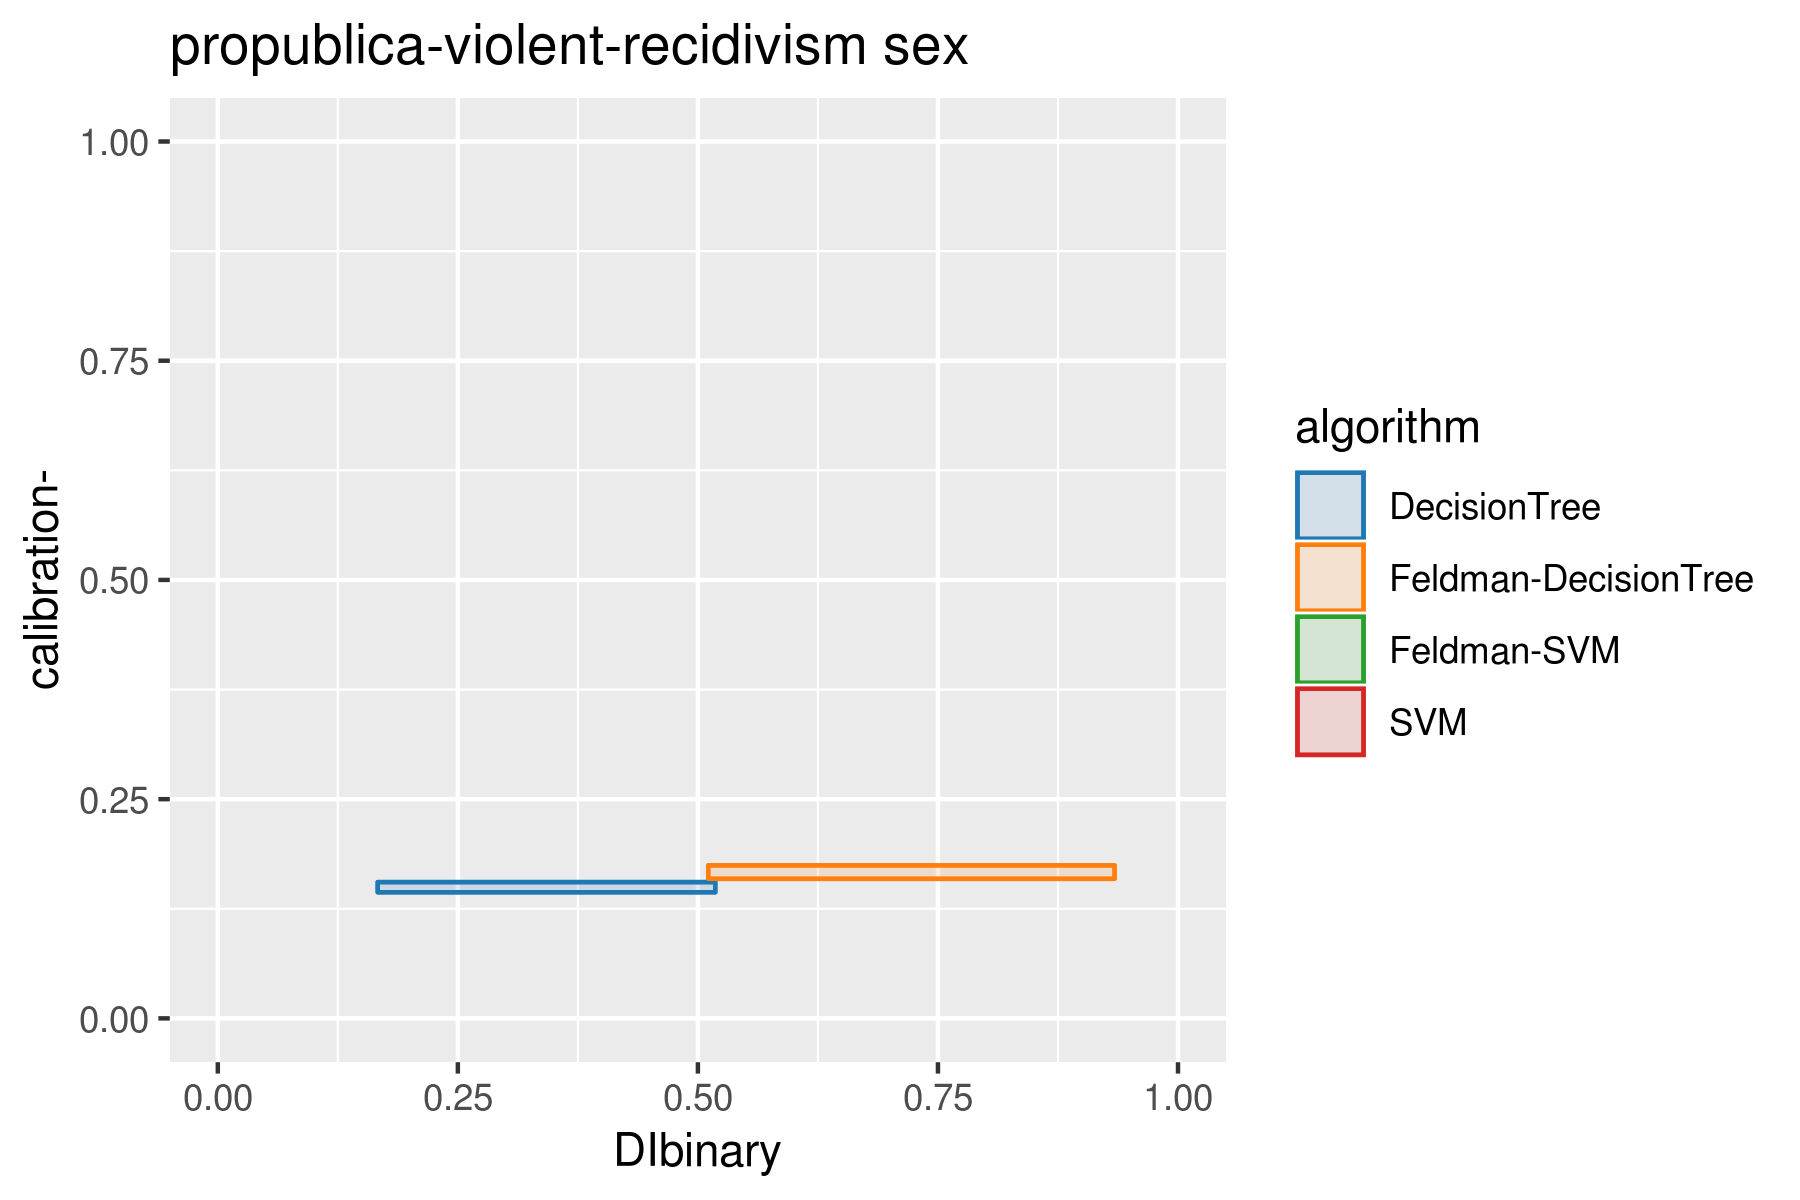 propublica-violent-recidivism sex
1.00
0.75
0.50
0.25
0.00
calibration-
0.00 0.25 0.50 0.75 1.00
DIbinary
algorithm
DecisionTree
Feldman-DecisionTree
Feldman-SVM
SVM